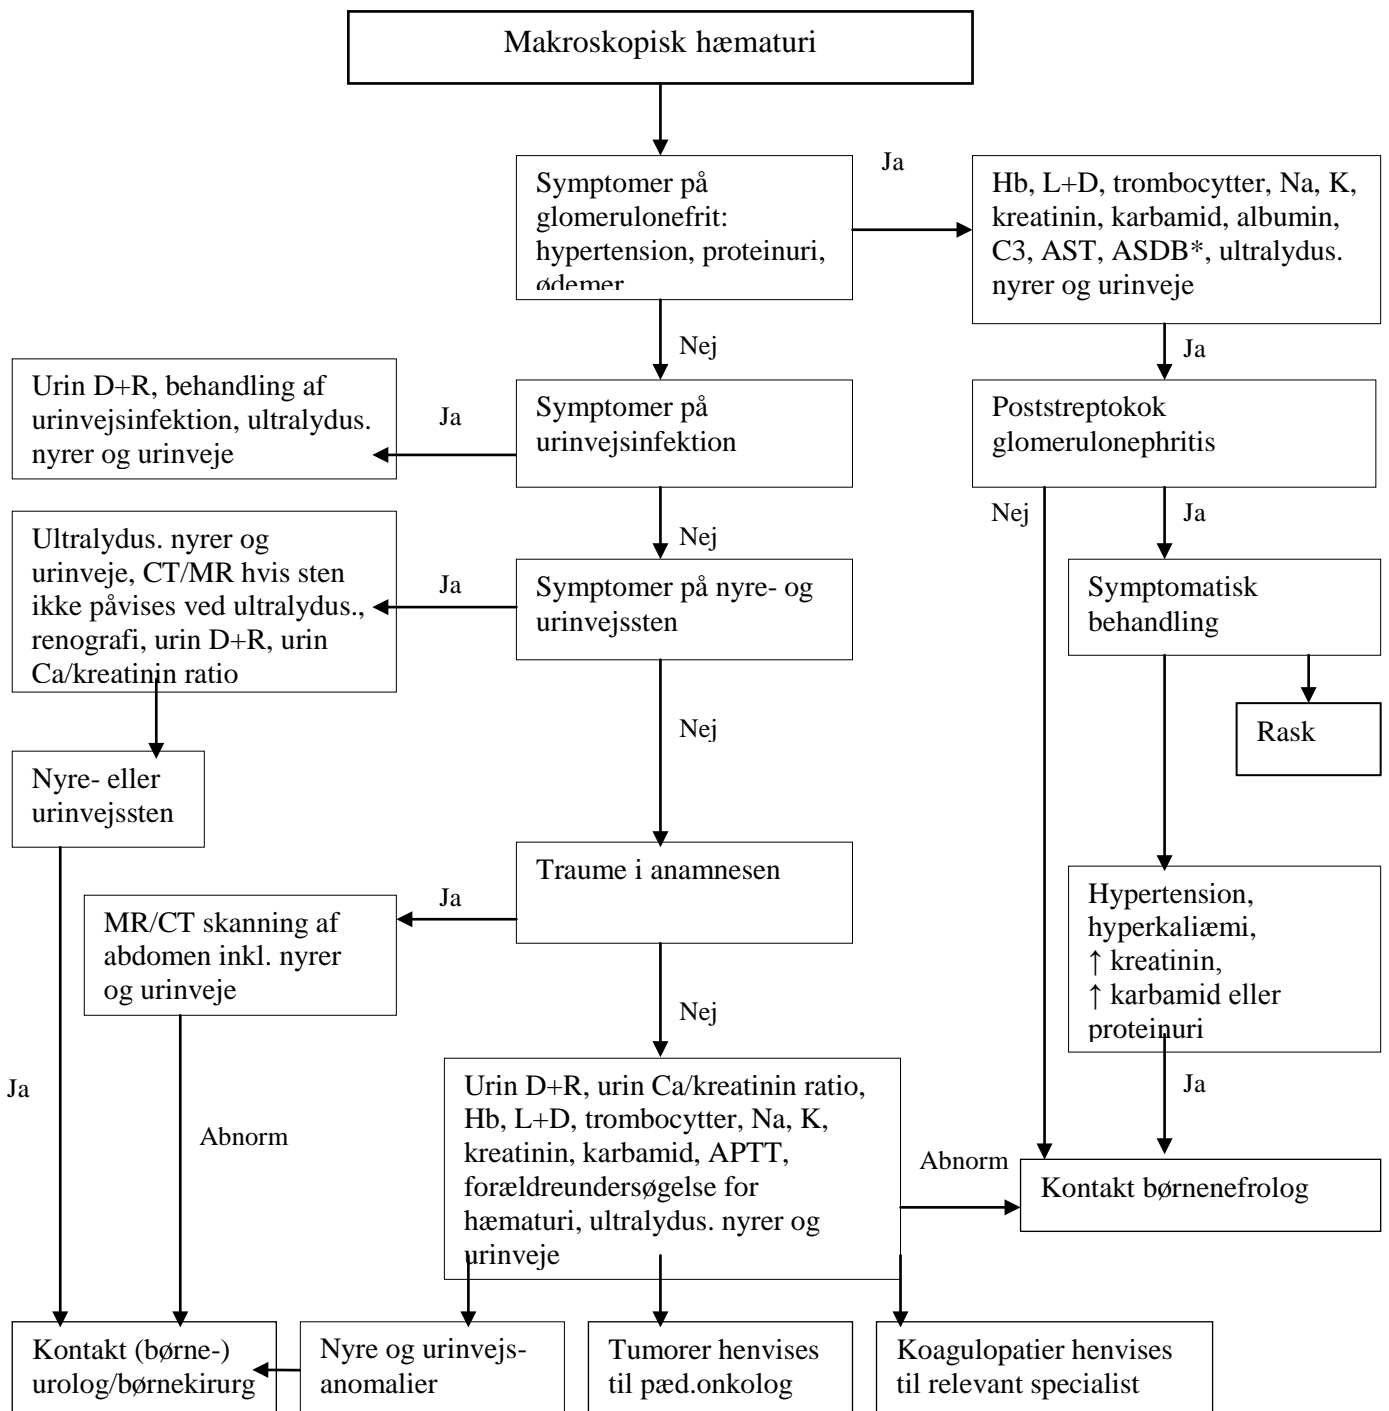 Makroskopisk hæmaturi
Symptomer på
glomerulonefrit:
hypertension, proteinuri,
ødemer
Ja
Hb, L+D, trombocytter, Na, K,
kreatinin, karbamid, albumin,
C3, AST, ASDB*, ultralydus.
nyrer og urinveje
Nej
Ja
Urin D+R, behandling af
urinvejsinfektion, ultralydus.
nyrer og urinveje
Ja
Symptomer på
urinvejsinfektion
Poststreptokok
glomerulonephritis
Nej
Nej
Ja
Ultralydus. nyrer og
urinveje, CT/MR hvis sten
ikke påvises ved ultralydus.,
renografi, urin D+R, urin
Ca/kreatinin ratio
Ja
Symptomer på nyre- og
urinvejssten
Symptomatisk
behandling
Nej
Rask
Nyre- eller
urinvejssten
Traume i anamnesen
Ja
MR/CT skanning af
abdomen inkl. nyrer
og urinveje
Hypertension,
hyperkaliæmi,
↑ kreatinin,
↑ karbamid eller
proteinuri
Nej
Ja
Ja
Abnorm
Urin D+R, urin Ca/kreatinin ratio,
Hb, L+D, trombocytter, Na, K,
kreatinin, karbamid, APTT,
forældreundersøgelse for
hæmaturi, ultralydus. nyrer og
urinveje
Abnorm
Kontakt børnenefrolog
Kontakt (børne-)
urolog/børnekirurg
Nyre og urinvejs-
anomalier
Tumorer henvises
til pæd.onkolog
Koagulopatier henvises
til relevant specialist